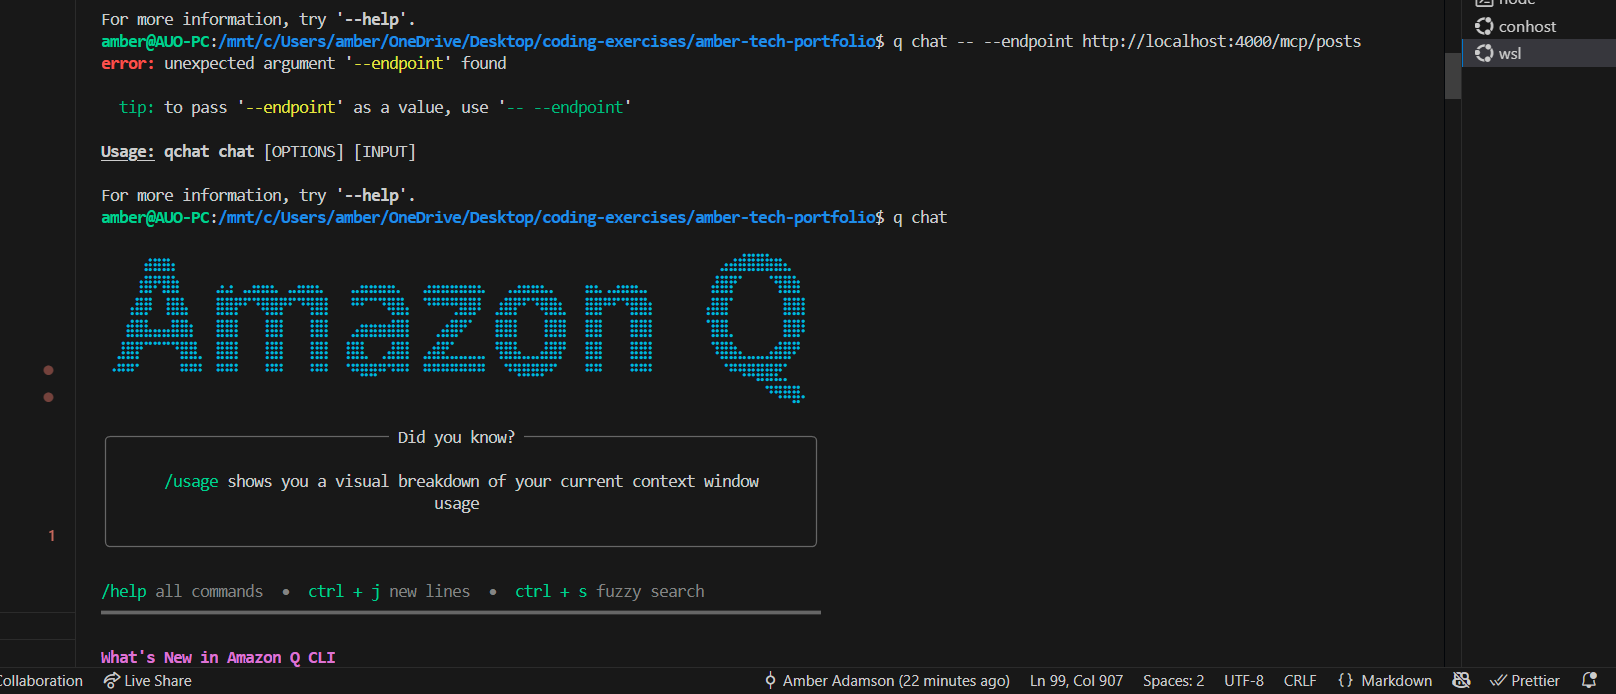 For more information, try '--help'.
amber@AUO-PC:/mnt/c/Users/amber/OneDrive/Desktop/coding-exercises/amber-tech-portfolio$ q chat -- --endpoint http://localhost:4000/mcp/posts
error: unexpected argument '--endpoint' found
tip: to pass '--endpoint' as a value, use '-- --endpoint'
Usage: qchat chat [OPTIONS] [INPUT]
For more information, try '--help'.
amber@AUO-PC:/mnt/c/Users/amber/OneDrive/Desktop/coding-exercises/amber-tech-portfolio$ q chat
Amazon Q
Did you know?
/usage shows you a visual breakdown of your current context window
usage
/help all commands • ctrl + j new lines • ctrl + s fuzzy search
What's New in Amazon Q CLI
node
conhost
wsl
1
Collaboration
Live Share
Amber Adamson (22 minutes ago)
Ln 99, Col 907
Spaces: 2
UTF-8
CRLF
{} Markdown
Prettier